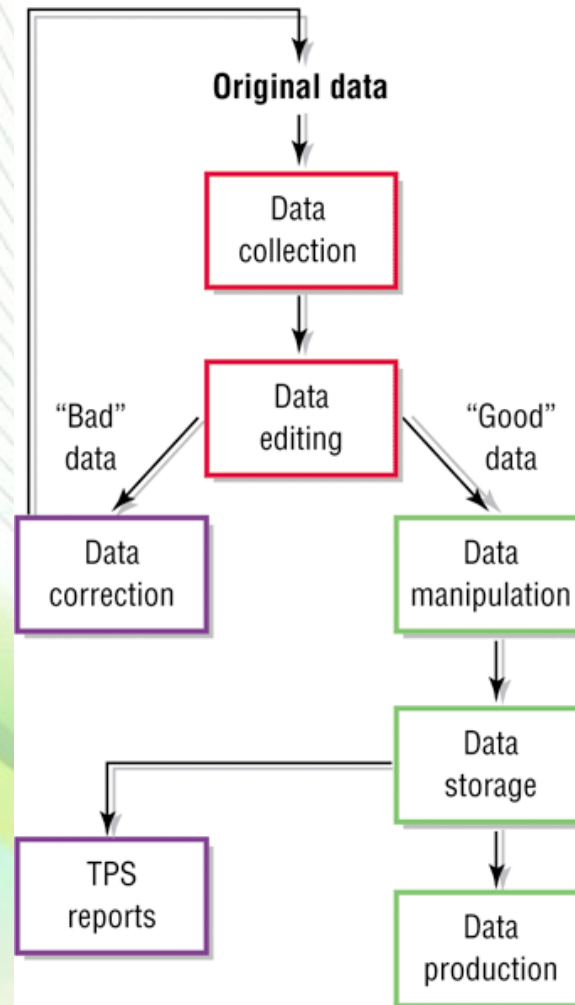 Original data
Data
collection
Data
editing
“Bad”
data
“Good”
data
Data
correction
Data
manipulation
Data
storage
TPS
reports
Data
production